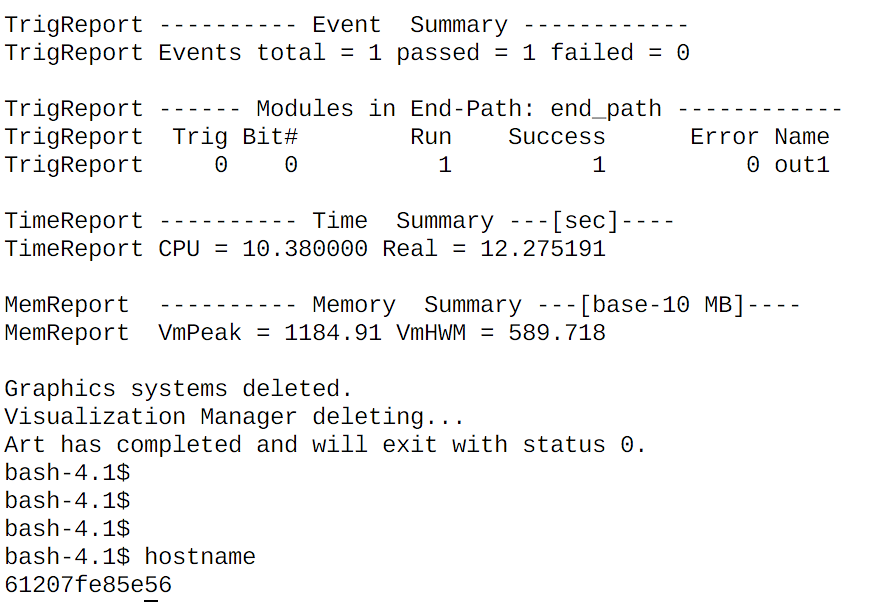 TrigReport ---------- Event  Summary ------------
TrigReport Events total = 1 passed = 1 failed = 0
TrigReport ------ Modules in End-Path: end_path ------------
TrigReport  Trig Bit#        Run    Success      Error Name
TrigReport     0    0          1          1          0 out1
TimeReport ---------- Time  Summary ---[sec]----
TimeReport CPU = 10.380000 Real = 12.275191
MemReport  ---------- Memory  Summary ---[base-10 MB]----
MemReport  VmPeak = 1184.91 VmHWM = 589.718
Graphics systems deleted.
Visualization Manager deleting...
Art has completed and will exit with status 0.
bash-4.1$
bash-4.1$
bash-4.1$
bash-4.1$ hostname
61207fe85e56